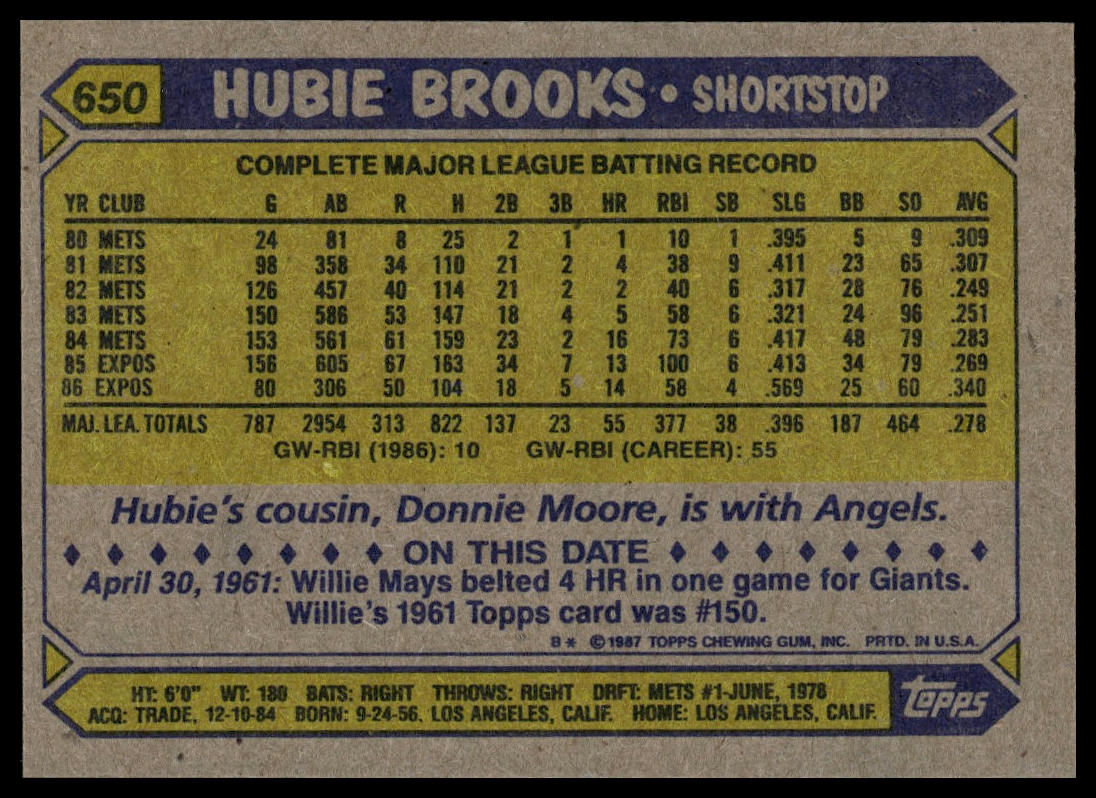 650 HUBIE BROOKS • SHORTSTOP
COMPLETE MAJOR LEAGUE BATTING RECORD
YR CLUB G AB R H 2B 3B HR RBI SB SLG BB SO AVG
80 METS 24 81 8 25 2 1 1 10 1 .395 5 9 .309
81 METS 98 358 34 110 21 2 4 38 9 .411 23 65 .307
82 METS 126 457 40 114 21 2 2 40 6 .317 28 76 .249
83 METS 150 586 53 147 18 4 5 58 6 .321 24 96 .251
84 METS 153 561 61 159 23 2 16 73 6 .417 48 79 .283
85 EXPOS 156 605 67 163 34 7 13 100 6 .413 34 79 .269
86 EXPOS 80 306 50 104 18 5 14 58 4 .569 25 60 .340
MAJ. LEA. TOTALS 787 2954 313 822 137 23 55 377 38 .396 187 464 .278
GW-RBI (1986): 10 GW-RBI (CAREER): 55
Hubie's cousin, Donnie Moore, is with Angels.
♦ ♦ ♦ ♦ ♦ ♦ ♦ ♦ ON THIS DATE ♦ ♦ ♦ ♦ ♦ ♦ ♦ ♦
April 30, 1961: Willie Mays belted 4 HR in one game for Giants.
Willie's 1961 Topps card was #150.
B* ©1987 TOPPS CHEWING GUM, INC. PRTD. IN U.S.A.
HT: 6'0" WT: 180 BATS: RIGHT THROWS: RIGHT DRFT: METS #1-JUNE, 1978
ACQ: TRADE, 12-10-84 BORN: 9-24-56, LOS ANGELES, CALIF. HOME: LOS ANGELES, CALIF.
topps